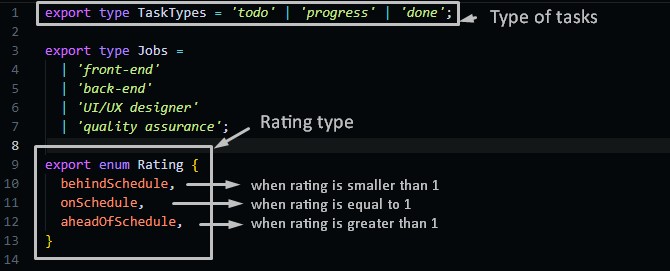 1 export type TaskTypes = 'todo' | 'progress' | 'done'; Type of tasks
2
3 export type Jobs =
4 | 'front-end'
5 | 'back-end'
6 | 'UI/UX designer'
7 | 'quality assurance'; Rating type
8
9 export enum Rating {
10 behindSchedule, when rating is smaller than 1
11 onSchedule, when rating is equal to 1
12 aheadOfSchedule, when rating is greater than 1
13 }
14